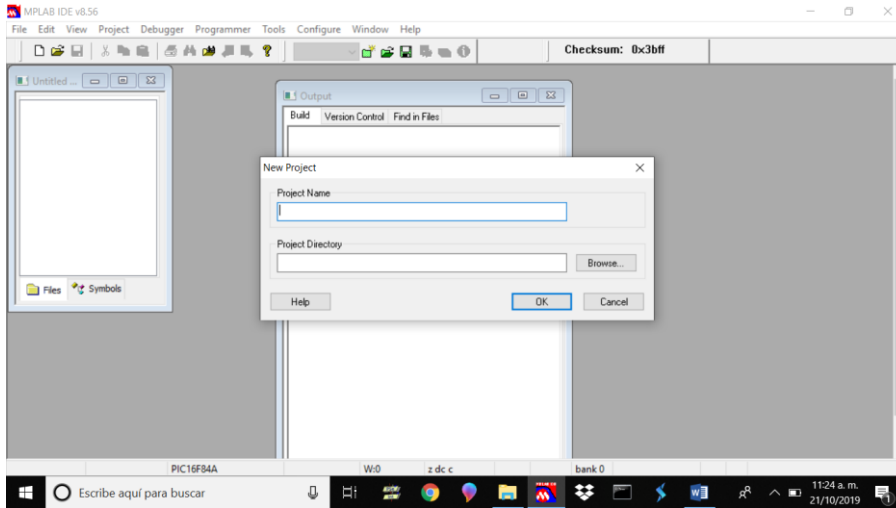 MPLAB IDE v8.56
File Edit View Project Debugger Programmer Tools Configure Window Help
Checksum: 0x3bff
Untitled ...
Output
Build Version Control Find in Files
New Project
Project Name
Project Directory
Browse...
Files Symbols
Help OK Cancel
PIC16F84A W:0 z dc c bank 0
Escribe aquí para buscar
11:24 a. m.
21/10/2019